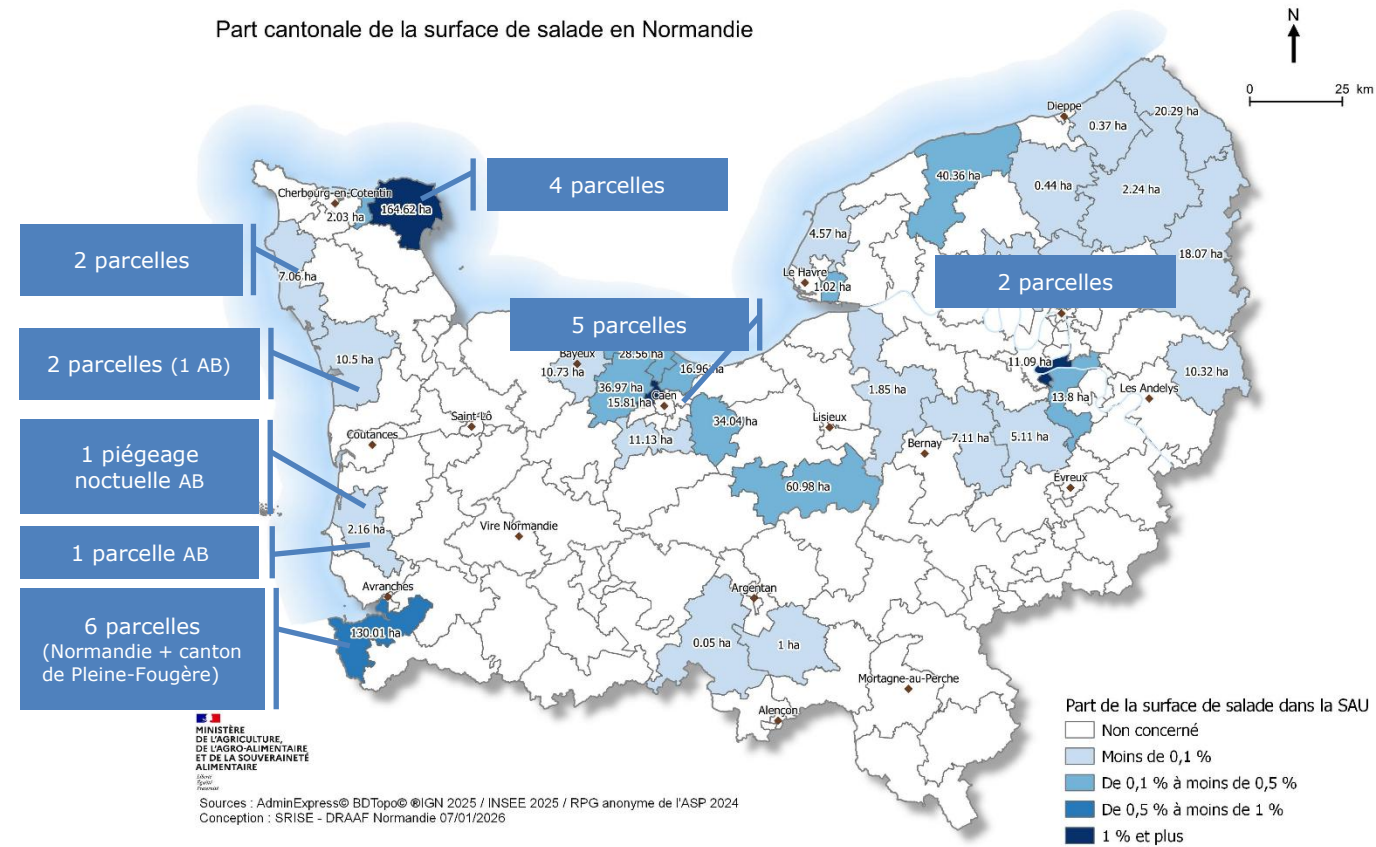 Part cantonale de la surface de salade en Normandie
N
0 25 km
Dieppe
0.37 ha
20.29 ha
40.36 ha
0.44 ha
2.24 ha
4 parcelles
Cherbourg-en-Cotentin
2.03 ha
164.62 ha
4.57 ha
18.07 ha
2 parcelles
7.06 ha
Le Havre
1.02 ha
2 parcelles
5 parcelles
2 parcelles (1 AB)
10.5 ha
Bayeux
28.56 ha
10.73 ha
16.96 ha
36.97 ha
15.81 ha
Caen
11.09 ha
10.32 ha
1.85 ha
Les Andelys
13.8 ha
Saint-Lô
Coutances
34.04 ha
Lisieux
11.13 ha
Bernay
7.11 ha
5.11 ha
1 piégeage
noctuelle AB
60.98 ha
Évreux
2.16 ha
Vire Normandie
1 parcelle AB
Avranches
Argentan
6 parcelles
(Normandie + canton
de Pleine-Fougère)
130.01 ha
0.05 ha
1 ha
Mortagne-au-Perche
Alençon
MINISTÈRE
DE L'AGRICULTURE,
DE L'AGRO-ALIMENTAIRE
ET DE LA SOUVERAINETÉ
ALIMENTAIRE
Liberté
Égalité
Fraternité
Sources : AdminExpress© BDTopo© ®IGN 2025 / INSEE 2025 / RPG anonyme de l'ASP 2024
Conception : SRISE - DRAAF Normandie 07/01/2026
Part de la surface de salade dans la SAU
Non concerné
Moins de 0,1 %
De 0,1 % à moins de 0,5 %
De 0,5 % à moins de 1 %
1 % et plus